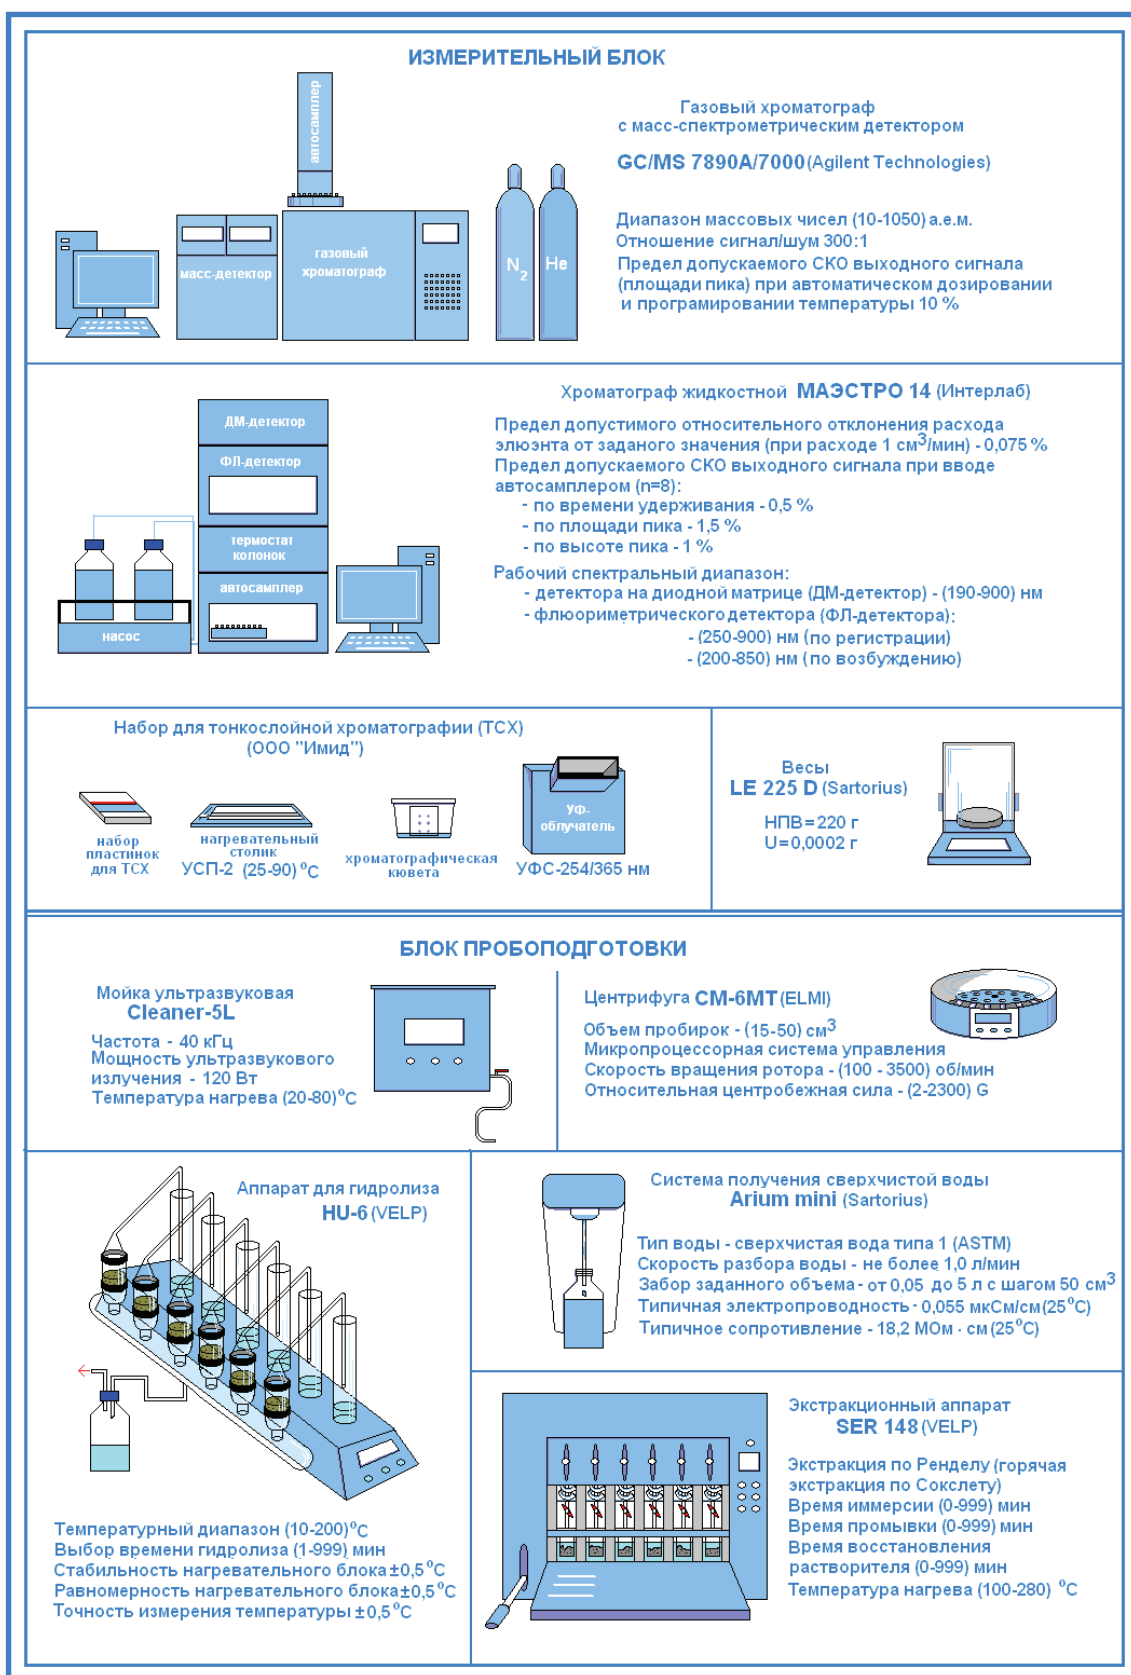 ИЗМЕРИТЕЛЬНЫЙ БЛОК
автосамплер
масс-детектор
газовый
хроматограф
N2
He
Газовый хроматограф
с масс-спектрометрическим детектором
GC/MS 7890A/7000 (Agilent Technologies)
Диапазон массовых чисел (10-1050) а.е.м.
Отношение сигнал/шум 300:1
Предел допускаемого СКО выходного сигнала
(площади пика) при автоматическом дозировании
и програмировании температуры 10 %
ДМ-детектор
ФЛ-детектор
термостат
колонок
автосамплер
насос
Хроматограф жидкостной МАЭСТРО 14 (Интерлаб)
Предел допустимого относительного отклонения расхода
элюэнта от заданого значения (при расходе 1 см³/мин) - 0,075 %
Предел допускаемого СКО выходного сигнала при вводе
автосамплером (n=8):
- по времени удерживания - 0,5 %
- по площади пика - 1,5 %
- по высоте пика - 1 %
Рабочий спектральный диапазон:
- детектора на диодной матрице (ДМ-детектор) - (190-900) нм
- флюориметрического детектора (ФЛ-детектора):
- (250-900) нм (по регистрации)
- (200-850) нм (по возбуждению)
Набор для тонкослойной хроматографии (ТСХ)
(ООО "Имид")
набор
пластинок
для ТСХ
нагревательный
столик
УСП-2 (25-90) °С
хроматографическая
кювета
УФ-
облучатель
УФС-254/365 нм
Весы
LE 225 D (Sartorius)
НПВ=220 г
U=0,0002 г
БЛОК ПРОБОПОДГОТОВКИ
Мойка ультразвуковая
Cleaner-5L
Частота - 40 кГц
Мощность ультразвукового
излучения - 120 Вт
Температура нагрева (20-80)°С
Центрифуга СМ-6МТ (ELMI)
Объем пробирок - (15-50) см³
Микропроцессорная система управления
Скорость вращения ротора - (100 - 3500) об/мин
Относительная центробежная сила - (2-2300) G
Аппарат для гидролиза
HU-6 (VELP)
Температурный диапазон (10-200)°С
Выбор времени гидролиза (1-999) мин
Стабильность нагревательного блока ±0,5 °С
Равномерность нагревательного блока ±0,5 °С
Точность измерения температуры ±0,5 °С
Система получения сверхчистой воды
Arium mini (Sartorius)
Тип воды - сверхчистая вода типа 1 (ASTM)
Скорость разбора воды - не более 1,0 л/мин
Забор заданного объема - от 0,05 до 5 л с шагом 50 см³
Типичная электропроводность - 0,055 мкСм/см (25°С)
Типичное сопротивление - 18,2 МОм · см (25°С)
Экстракционный аппарат
SER 148 (VELP)
Экстракция по Ренделу (горячая
экстракция по Сокслету)
Время иммерсии (0-999) мин
Время промывки (0-999) мин
Время восстановления
растворителя (0-999) мин
Температура нагрева (100-280) °С